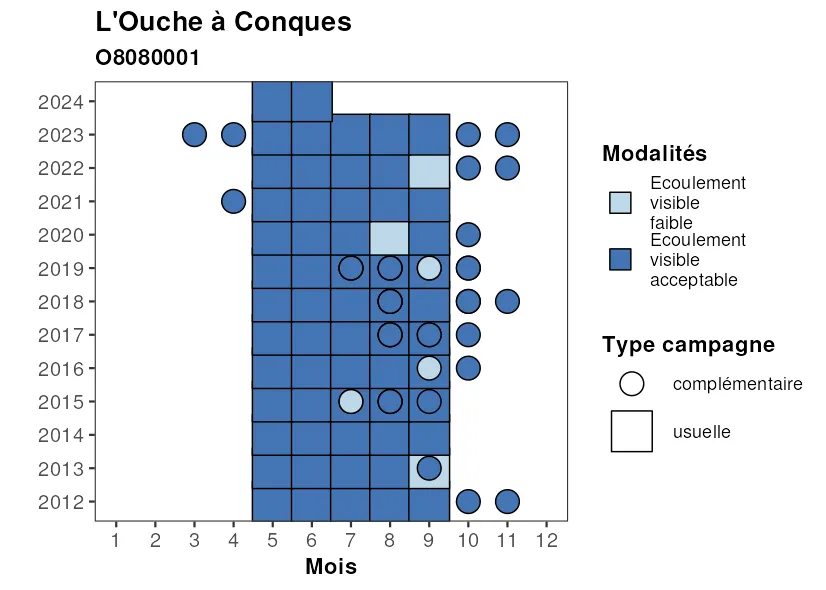 L'Ouche à Conques
O8080001
2024
2023
2022
2021
2020
2019
2018
2017
2016
2015
2014
2013
2012
1 2 3 4 5 6 7 8 9 10 11 12
Mois
Modalités
Ecoulement
visible
faible
Ecoulement
visible
acceptable
Type campagne
complémentaire
usuelle